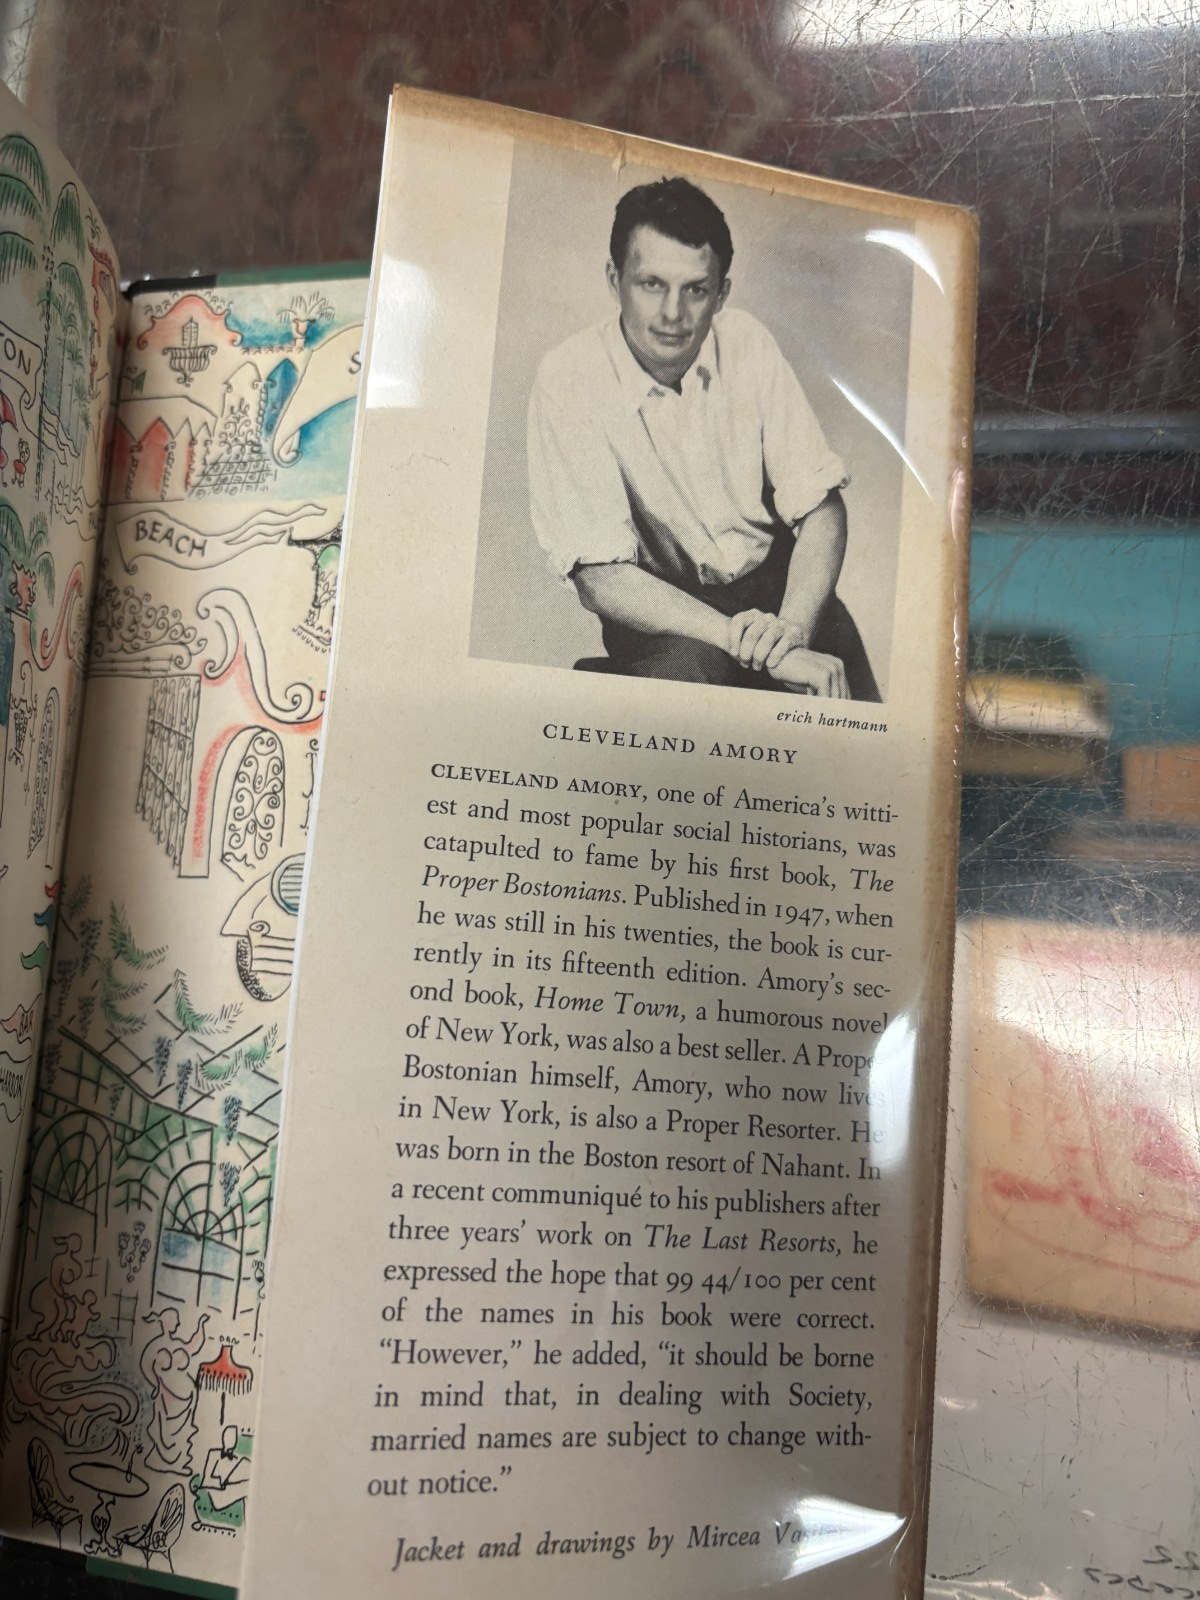 TON
S
BEACH
BAR
HARBOR
erich hartmann
CLEVELAND AMORY
CLEVELAND AMORY, one of America's witti-
est and most popular social historians, was
catapulted to fame by his first book, The
Proper Bostonians. Published in 1947, when
he was still in his twenties, the book is cur-
rently in its fifteenth edition. Amory's sec-
ond book, Home Town, a humorous novel
of New York, was also a best seller. A Proper
Bostonian himself, Amory, who now lives
in New York, is also a Proper Resorter. He
was born in the Boston resort of Nahant. In
a recent communiqué to his publishers after
three years' work on The Last Resorts, he
expressed the hope that 99 44/100 per cent
of the names in his book were correct.
“However,” he added, “it should be borne
in mind that, in dealing with Society,
married names are subject to change with-
out notice.”
Jacket and drawings by Mircea